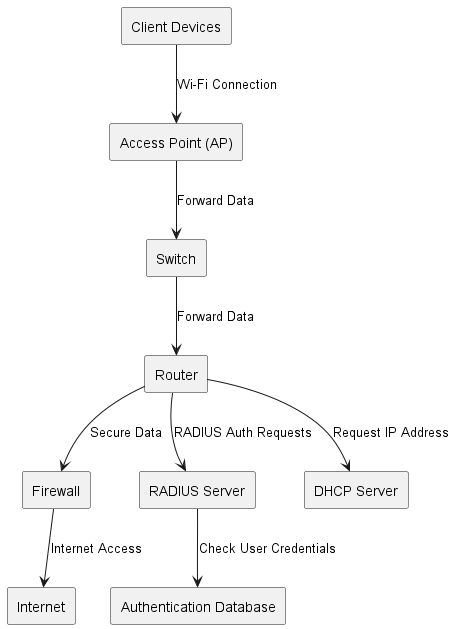 Client Devices
Wi-Fi Connection
Access Point (AP)
Forward Data
Switch
Forward Data
Router
Secure Data
RADIUS Auth Requests
Request IP Address
Firewall
RADIUS Server
DHCP Server
Internet Access
Check User Credentials
Internet
Authentication Database